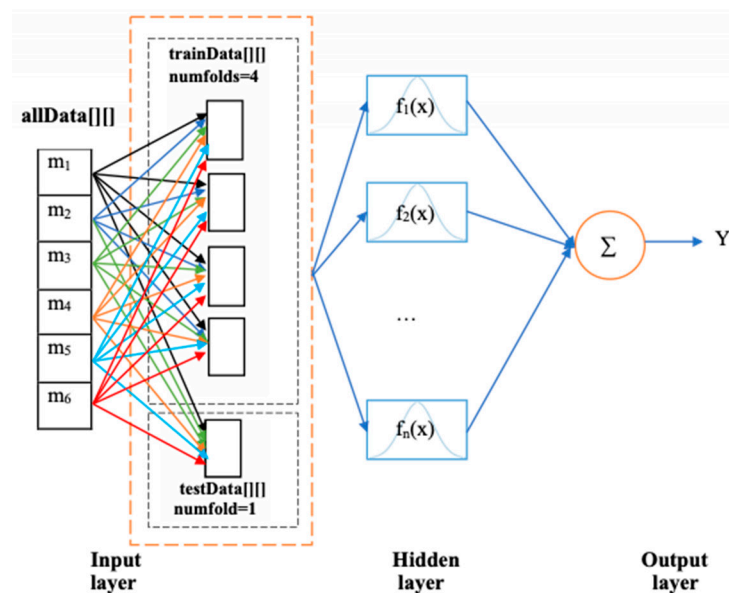 trainData[][]
numfolds=4
allData[][]
m1
m2
m3
m4
m5
m6
testData[][]
numfold=1
f1(x)
f2(x)
...
fn(x)
Σ
Y
Input
layer
Hidden
layer
Output
layer